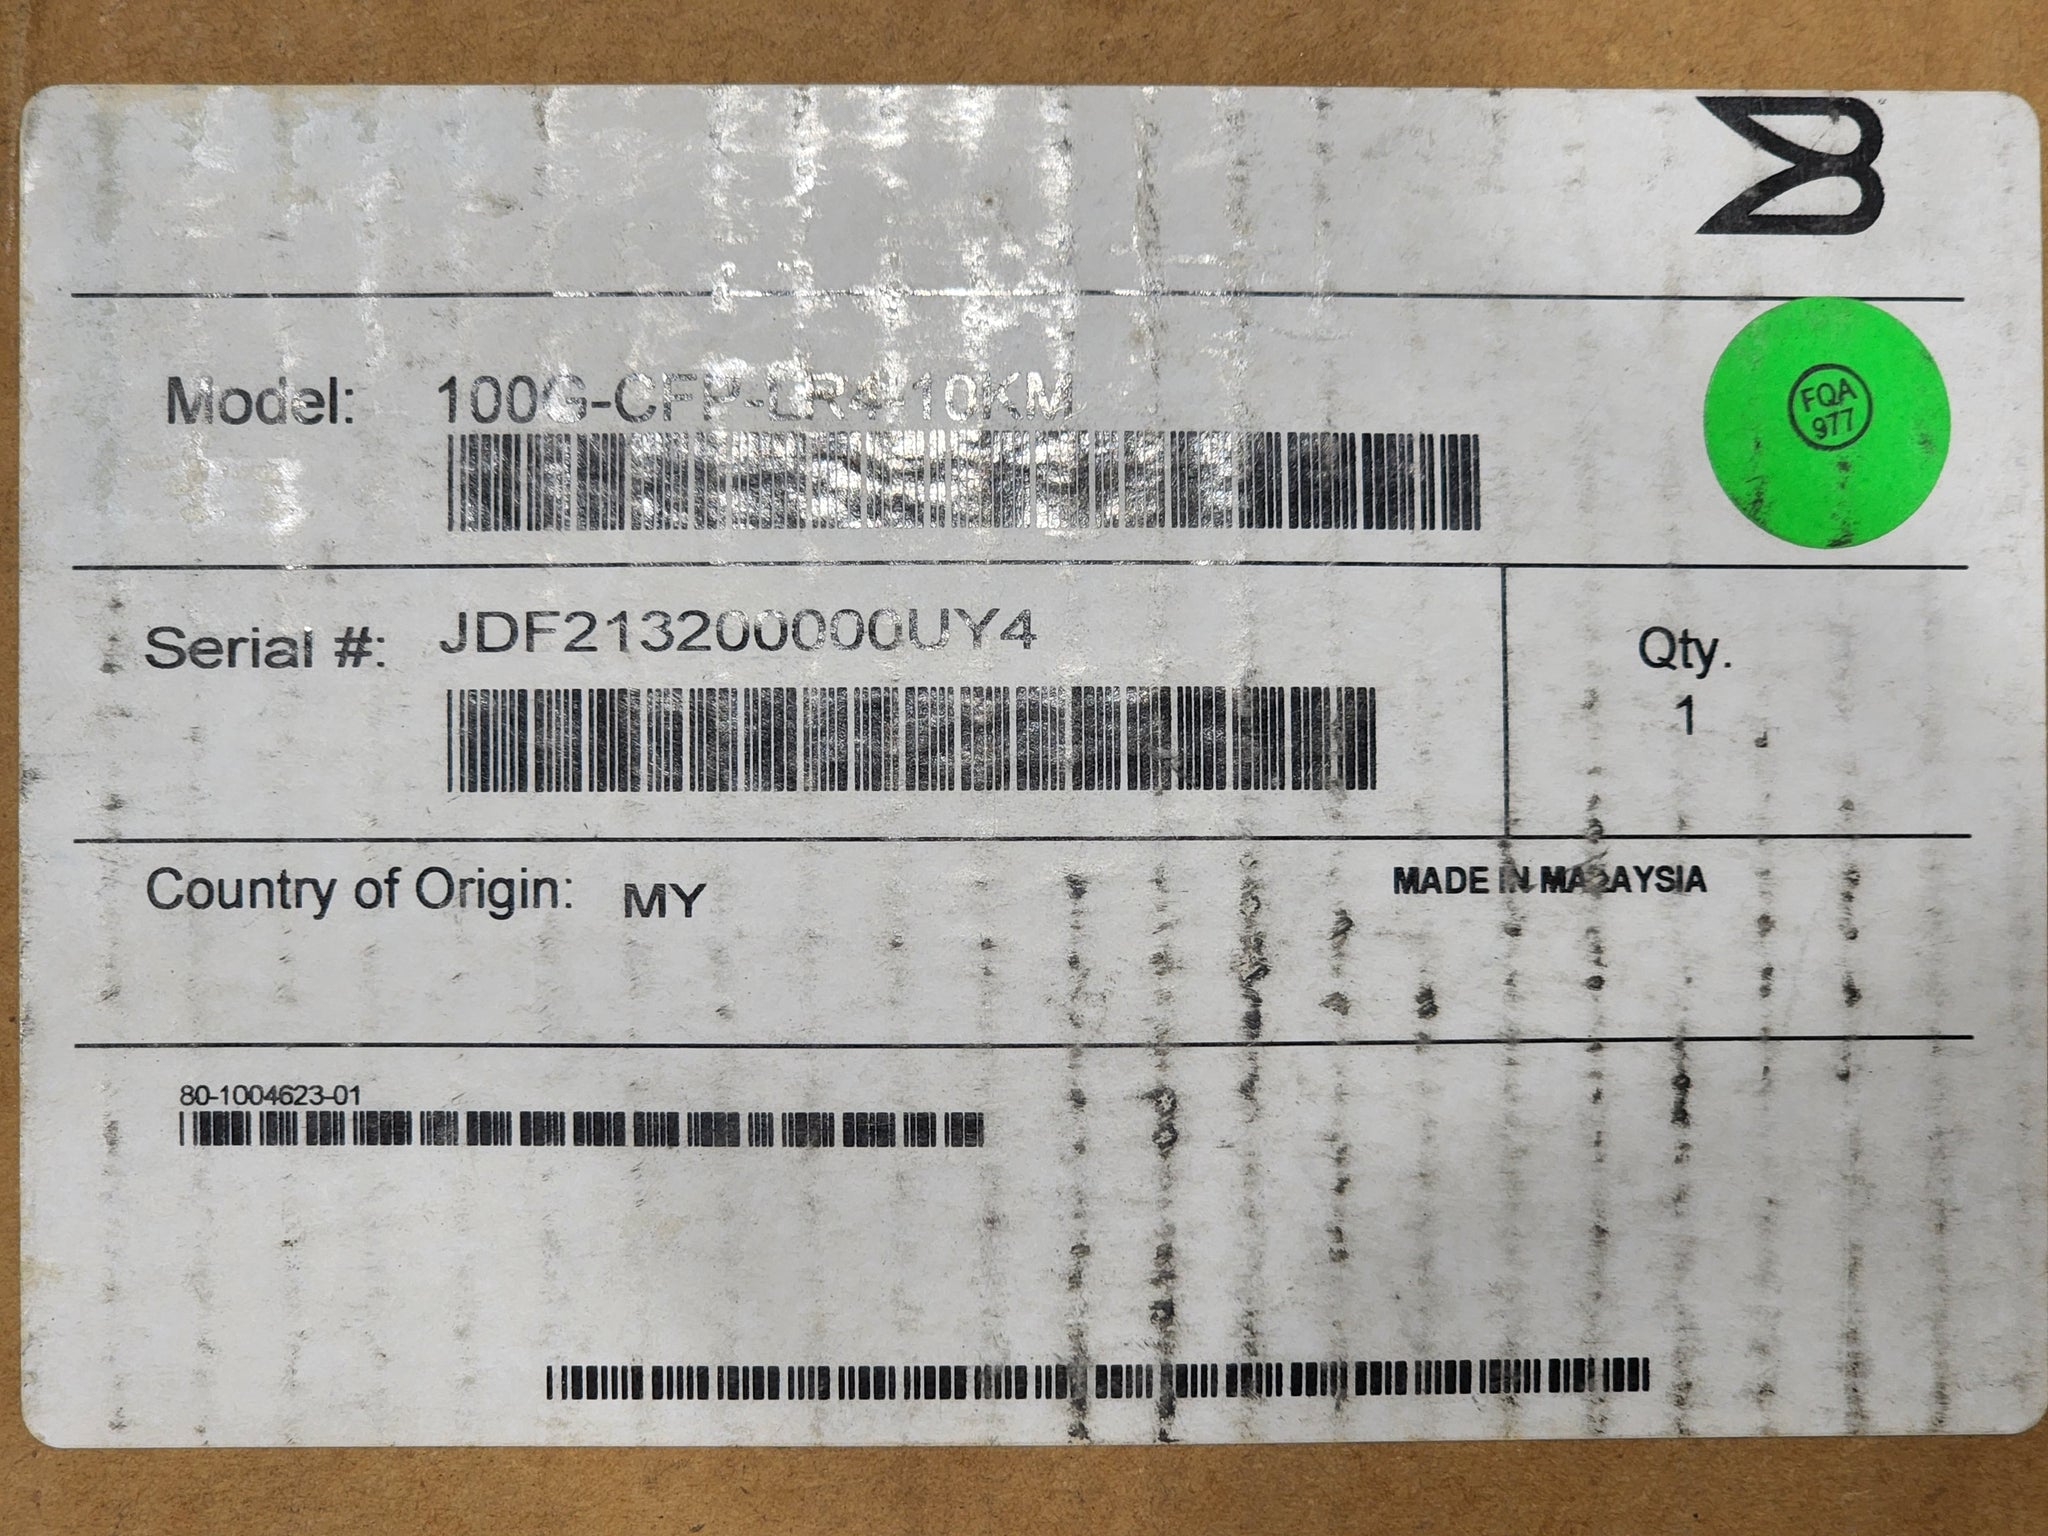 Model: 100G-CFP-LR4-10KM
FQA
977
Serial #: JDF213200000UY4
Qty.
1
Country of Origin: MY
MADE IN MALAYSIA
80-1004623-01